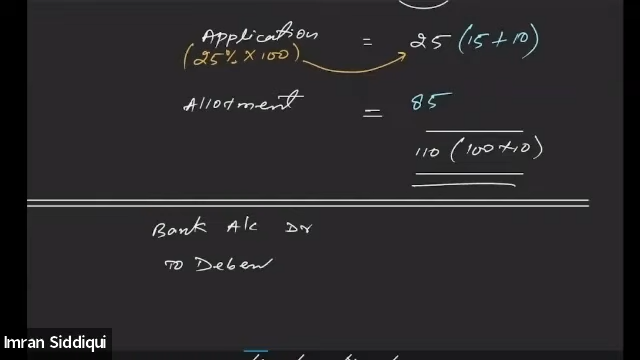 Application = 25 (15+10)
(25% × 100)
Allotment = 85
110 (100+10)
Bank A/c Dr
To Deben
Imran Siddiqui